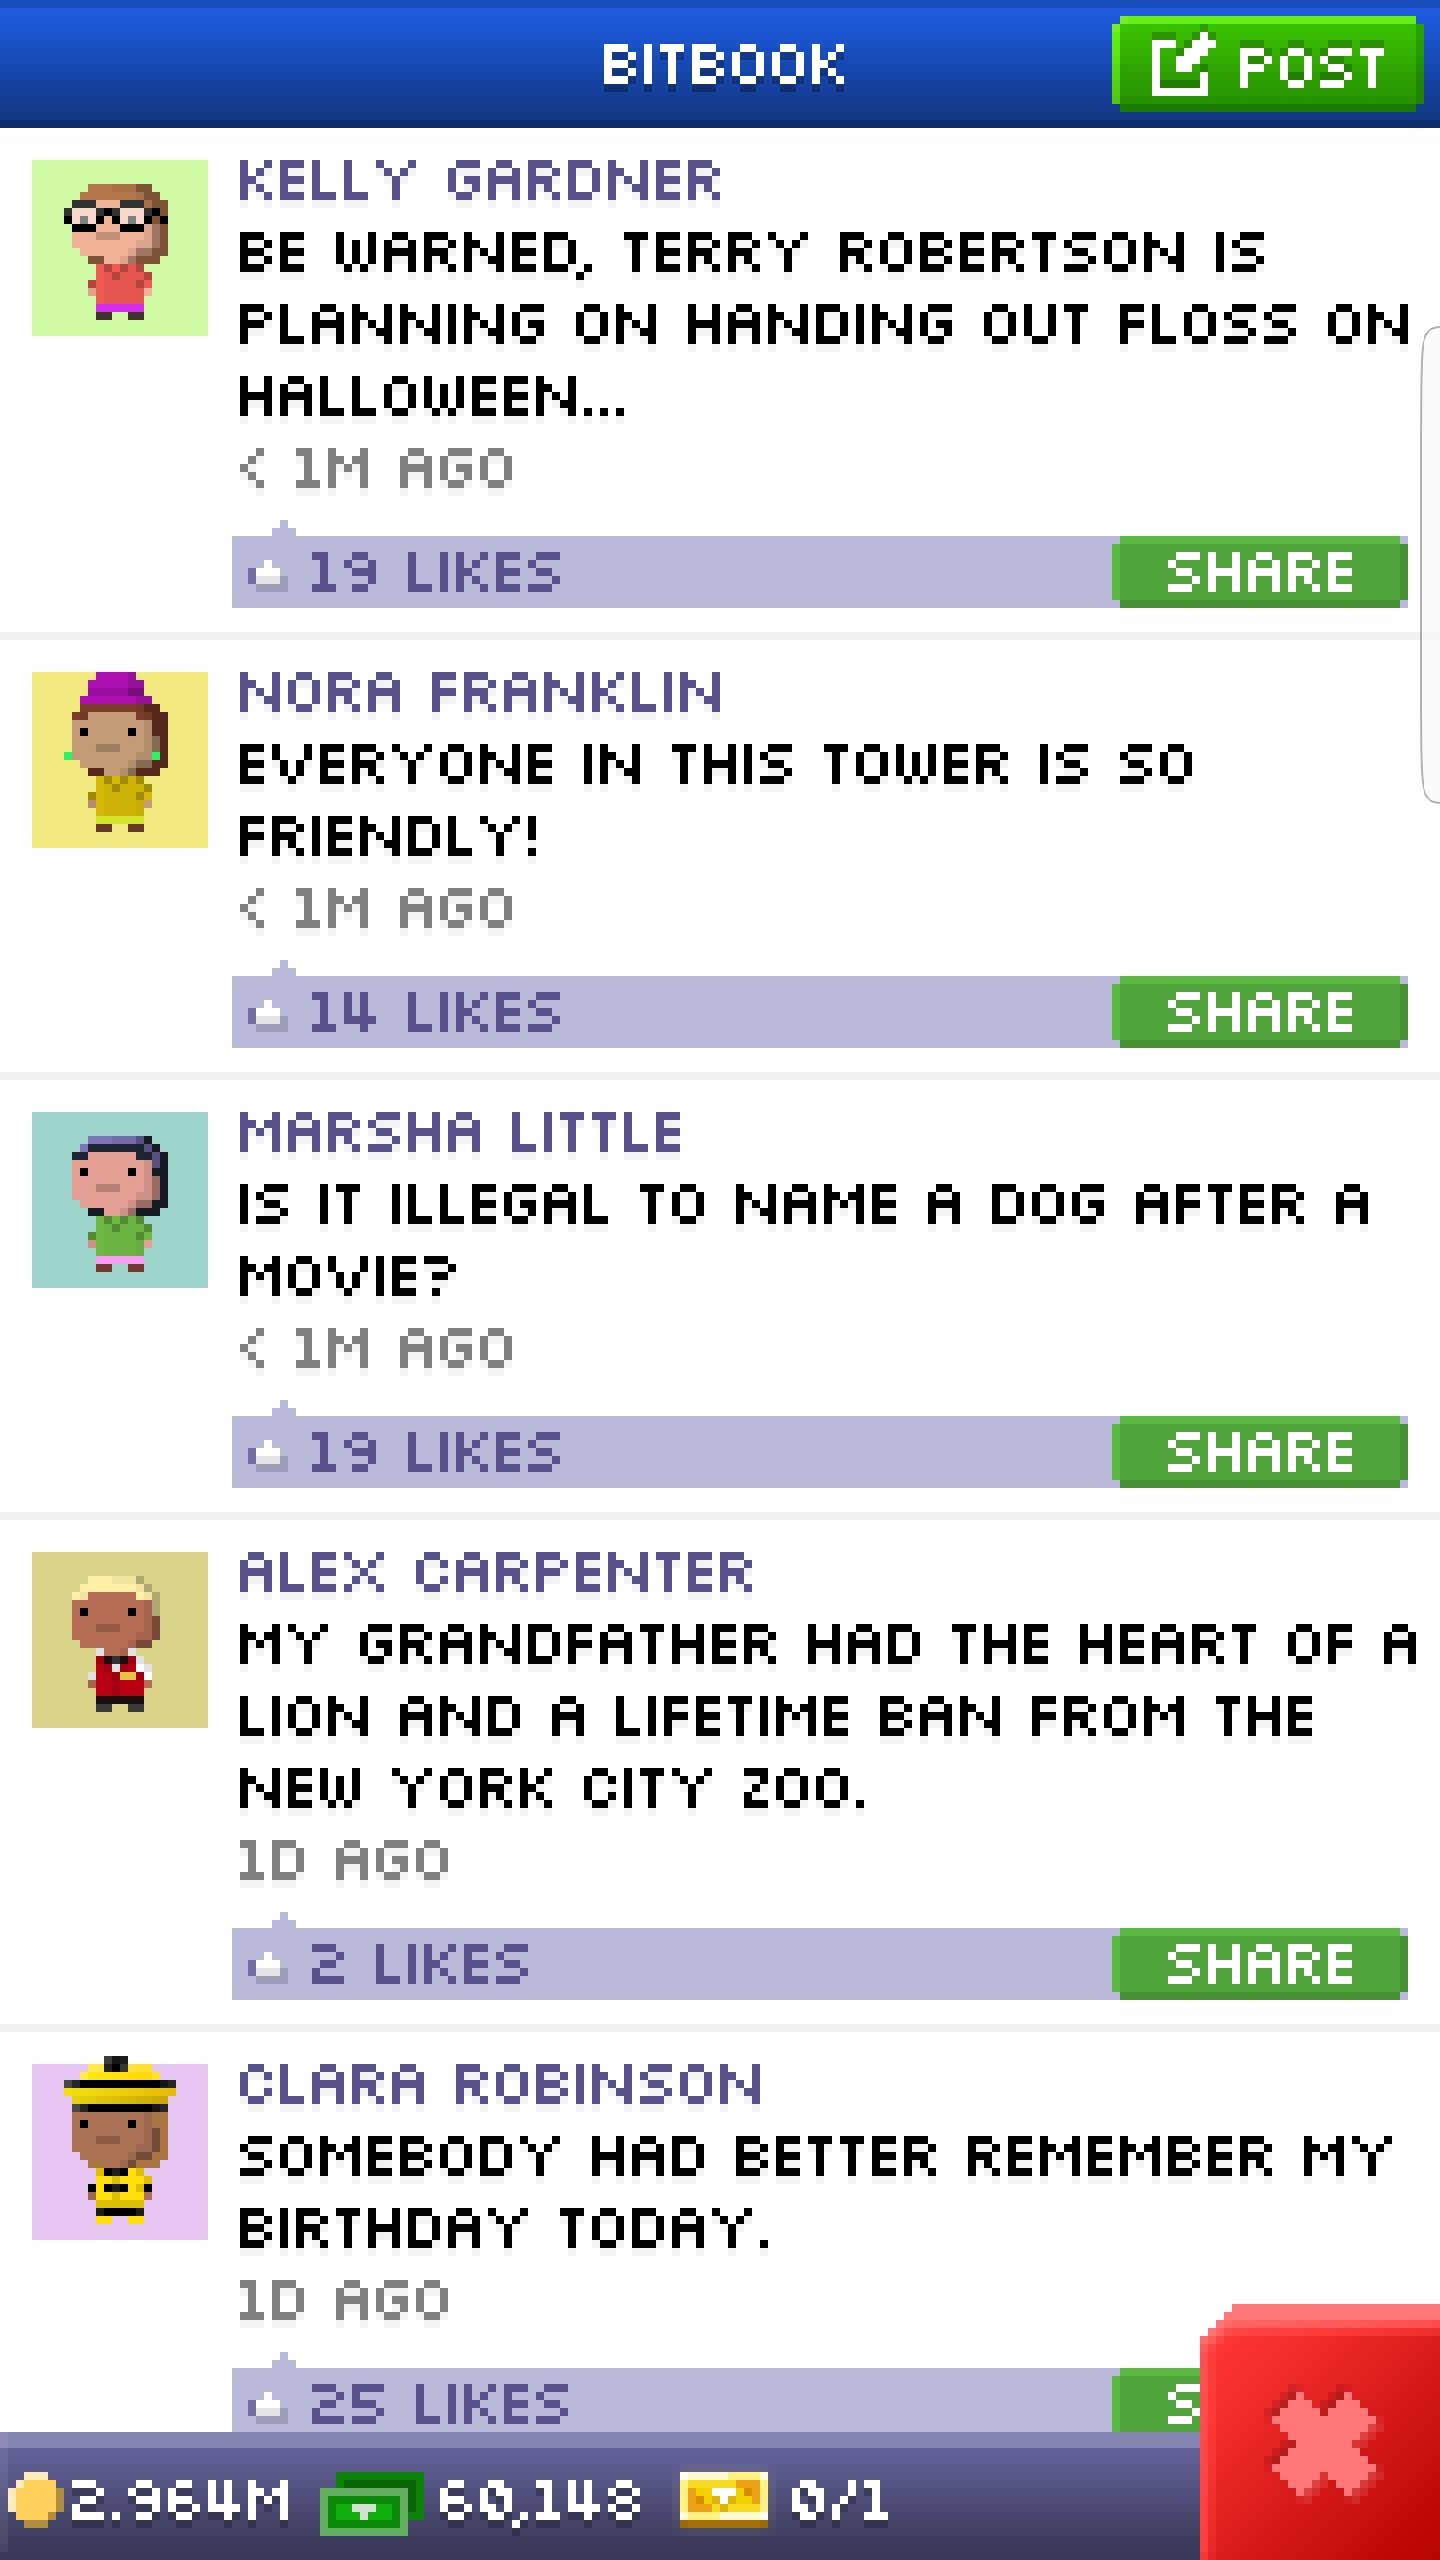 BITBOOK
POST
KELLY GARDNER
BE WARNED, TERRY ROBERTSON IS
PLANNING ON HANDING OUT FLOSS ON
HALLOWEEN...
< 1M AGO
19 LIKES
SHARE
NORA FRANKLIN
EVERYONE IN THIS TOWER IS SO
FRIENDLY!
< 1M AGO
14 LIKES
SHARE
MARSHA LITTLE
IS IT ILLEGAL TO NAME A DOG AFTER A
MOVIE?
< 1M AGO
19 LIKES
SHARE
ALEX CARPENTER
MY GRANDFATHER HAD THE HEART OF A
LION AND A LIFETIME BAN FROM THE
NEW YORK CITY ZOO.
1D AGO
2 LIKES
SHARE
CLARA ROBINSON
SOMEBODY HAD BETTER REMEMBER MY
BIRTHDAY TODAY.
1D AGO
25 LIKES
S
2.964M
60,148
0/1